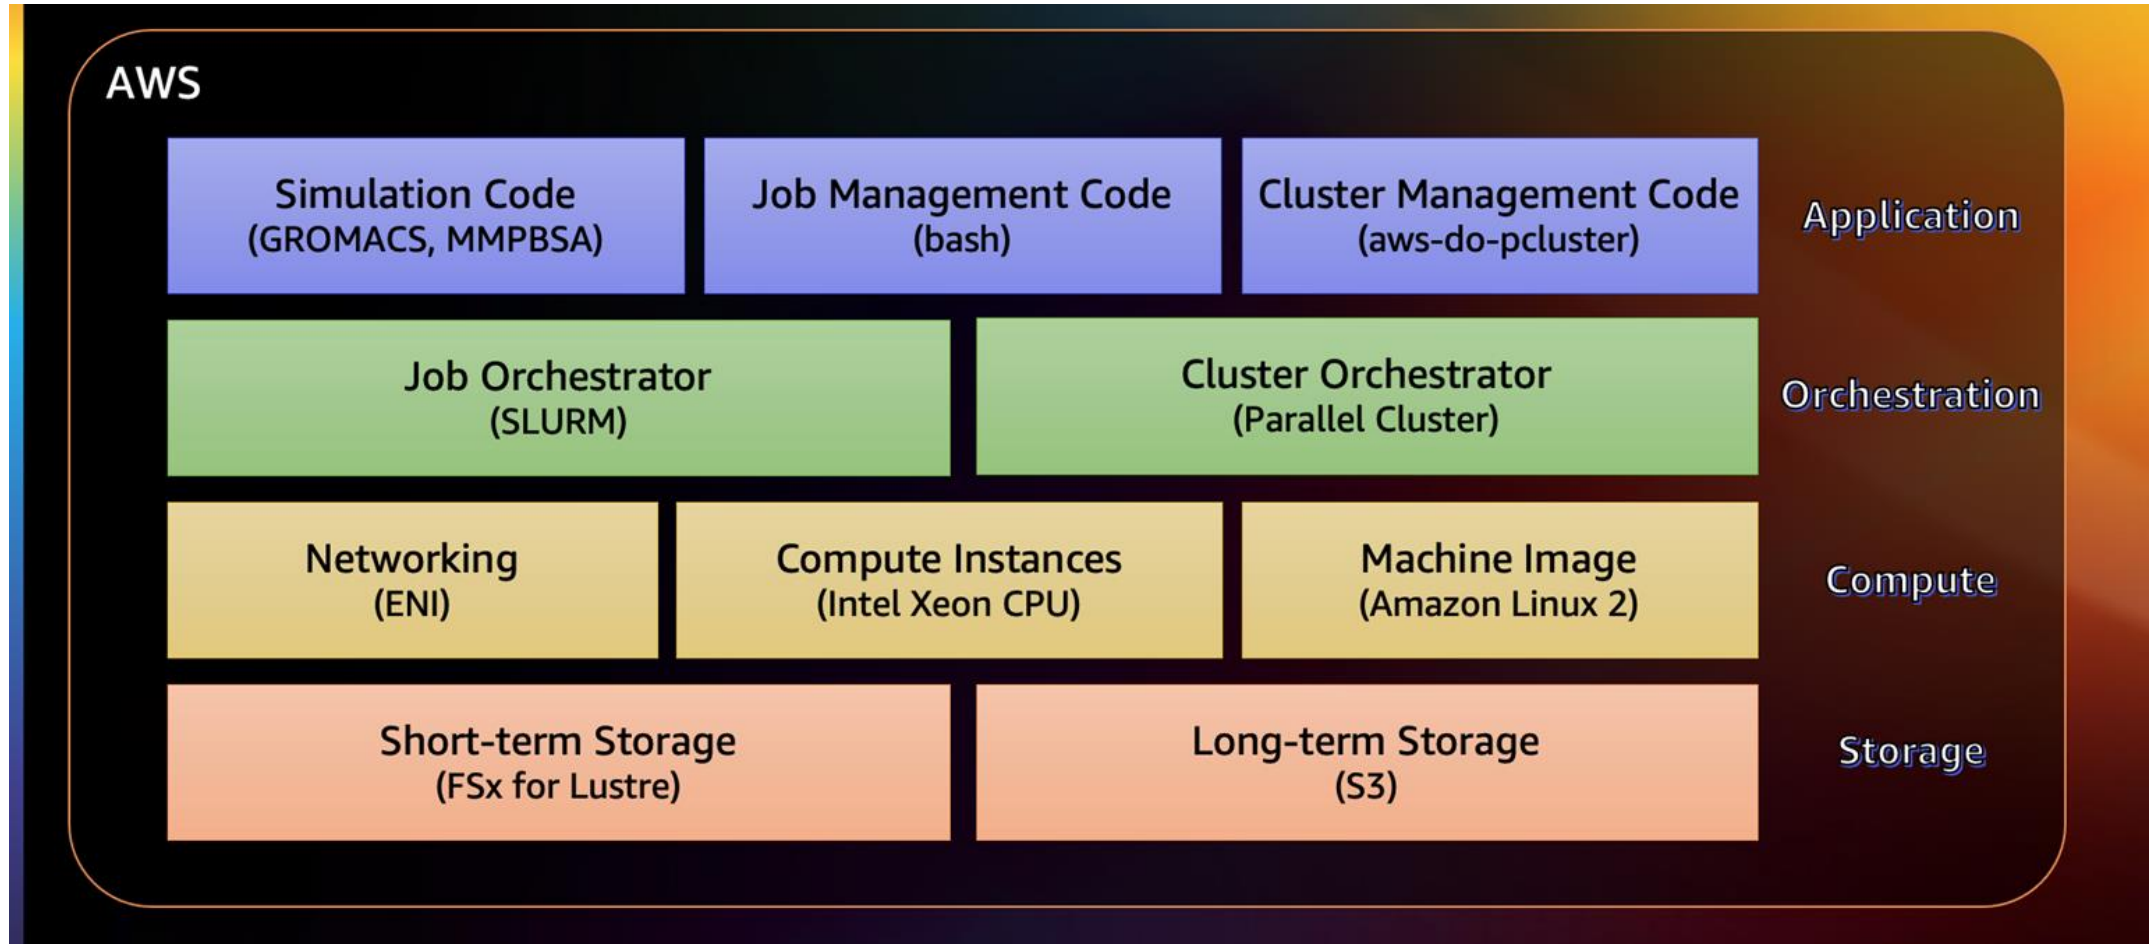 AWS
Simulation Code
(GROMACS, MMPBSA)
Job Management Code
(bash)
Cluster Management Code
(aws-do-pcluster)
Application
Job Orchestrator
(SLURM)
Cluster Orchestrator
(Parallel Cluster)
Orchestration
Networking
(ENI)
Compute Instances
(Intel Xeon CPU)
Machine Image
(Amazon Linux 2)
Compute
Short-term Storage
(FSx for Lustre)
Long-term Storage
(S3)
Storage